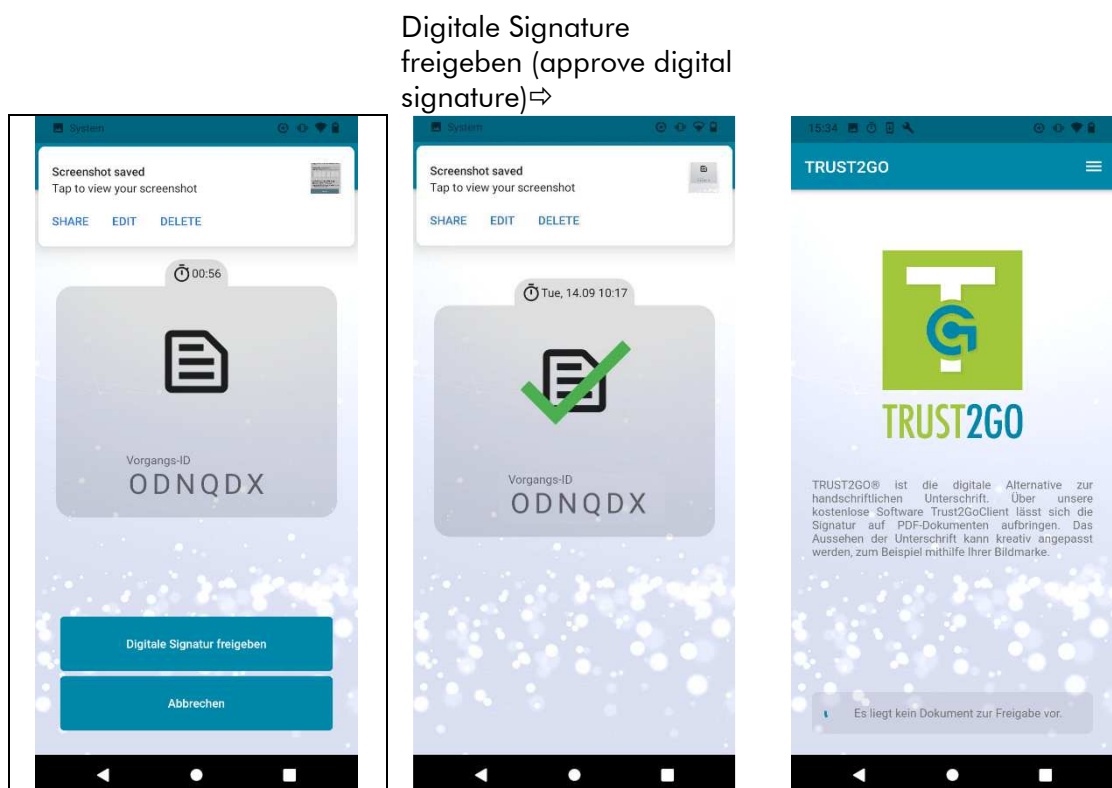 Digitale Signature
freigeben (approve digital
signature)⇨
System
Screenshot saved
Tap to view your screenshot
SHARE EDIT DELETE
00:56
Vorgangs-ID
ODNQDX
Digitale Signatur freigeben
Abbrechen
System
Screenshot saved
Tap to view your screenshot
SHARE EDIT DELETE
Tue, 14.09 10:17
Vorgangs-ID
ODNQDX
15:34
TRUST2GO
TRUST2GO
TRUST2GO® ist die digitale Alternative zur
handschriftlichen Unterschrift. Über unsere
kostenlose Software Trust2GoClient lässt sich die
Signatur auf PDF-Dokumenten aufbringen. Das
Aussehen der Unterschrift kann kreativ angepasst
werden, zum Beispiel mithilfe Ihrer Bildmarke.
Es liegt kein Dokument zur Freigabe vor.